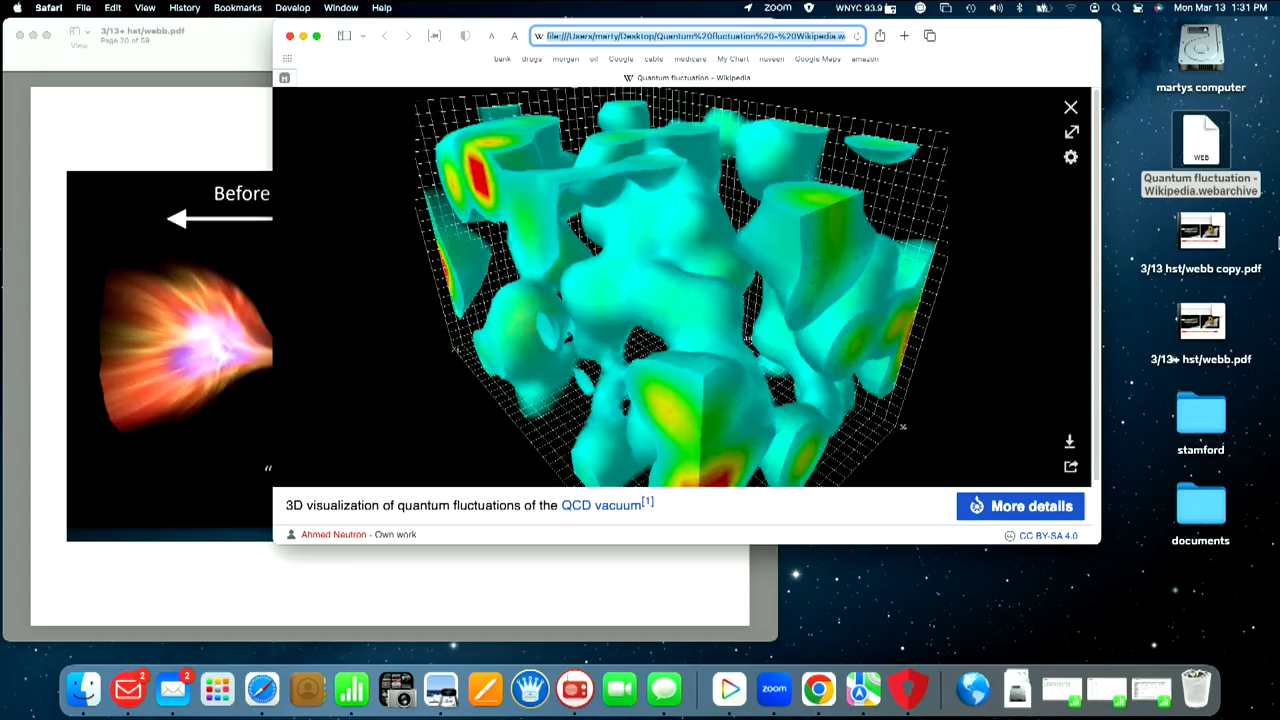 Safari File Edit View History Bookmarks Develop Window Help
ZOOM WNYC 93.9 Mon Mar 13 1:31 PM
3/13+ hst/webb.pdf
Page 20 of 59
View
file:///Users/marty/Desktop/Quantum%20fluctuation%20-%20Wikipedia.w
bank drugs morgan oil Google cable medicare My Chart nuveen Google Maps amazon
Quantum fluctuation - Wikipedia
Before
“
3D visualization of quantum fluctuations of the QCD vacuum[1]
More details
Ahmed Neutron - Own work
CC BY-SA 4.0
martys computer
WEB
Quantum fluctuation -
Wikipedia.webarchive
3/13 hst/webb copy.pdf
3/13+ hst/webb.pdf
stamford
documents
2
2
zoom